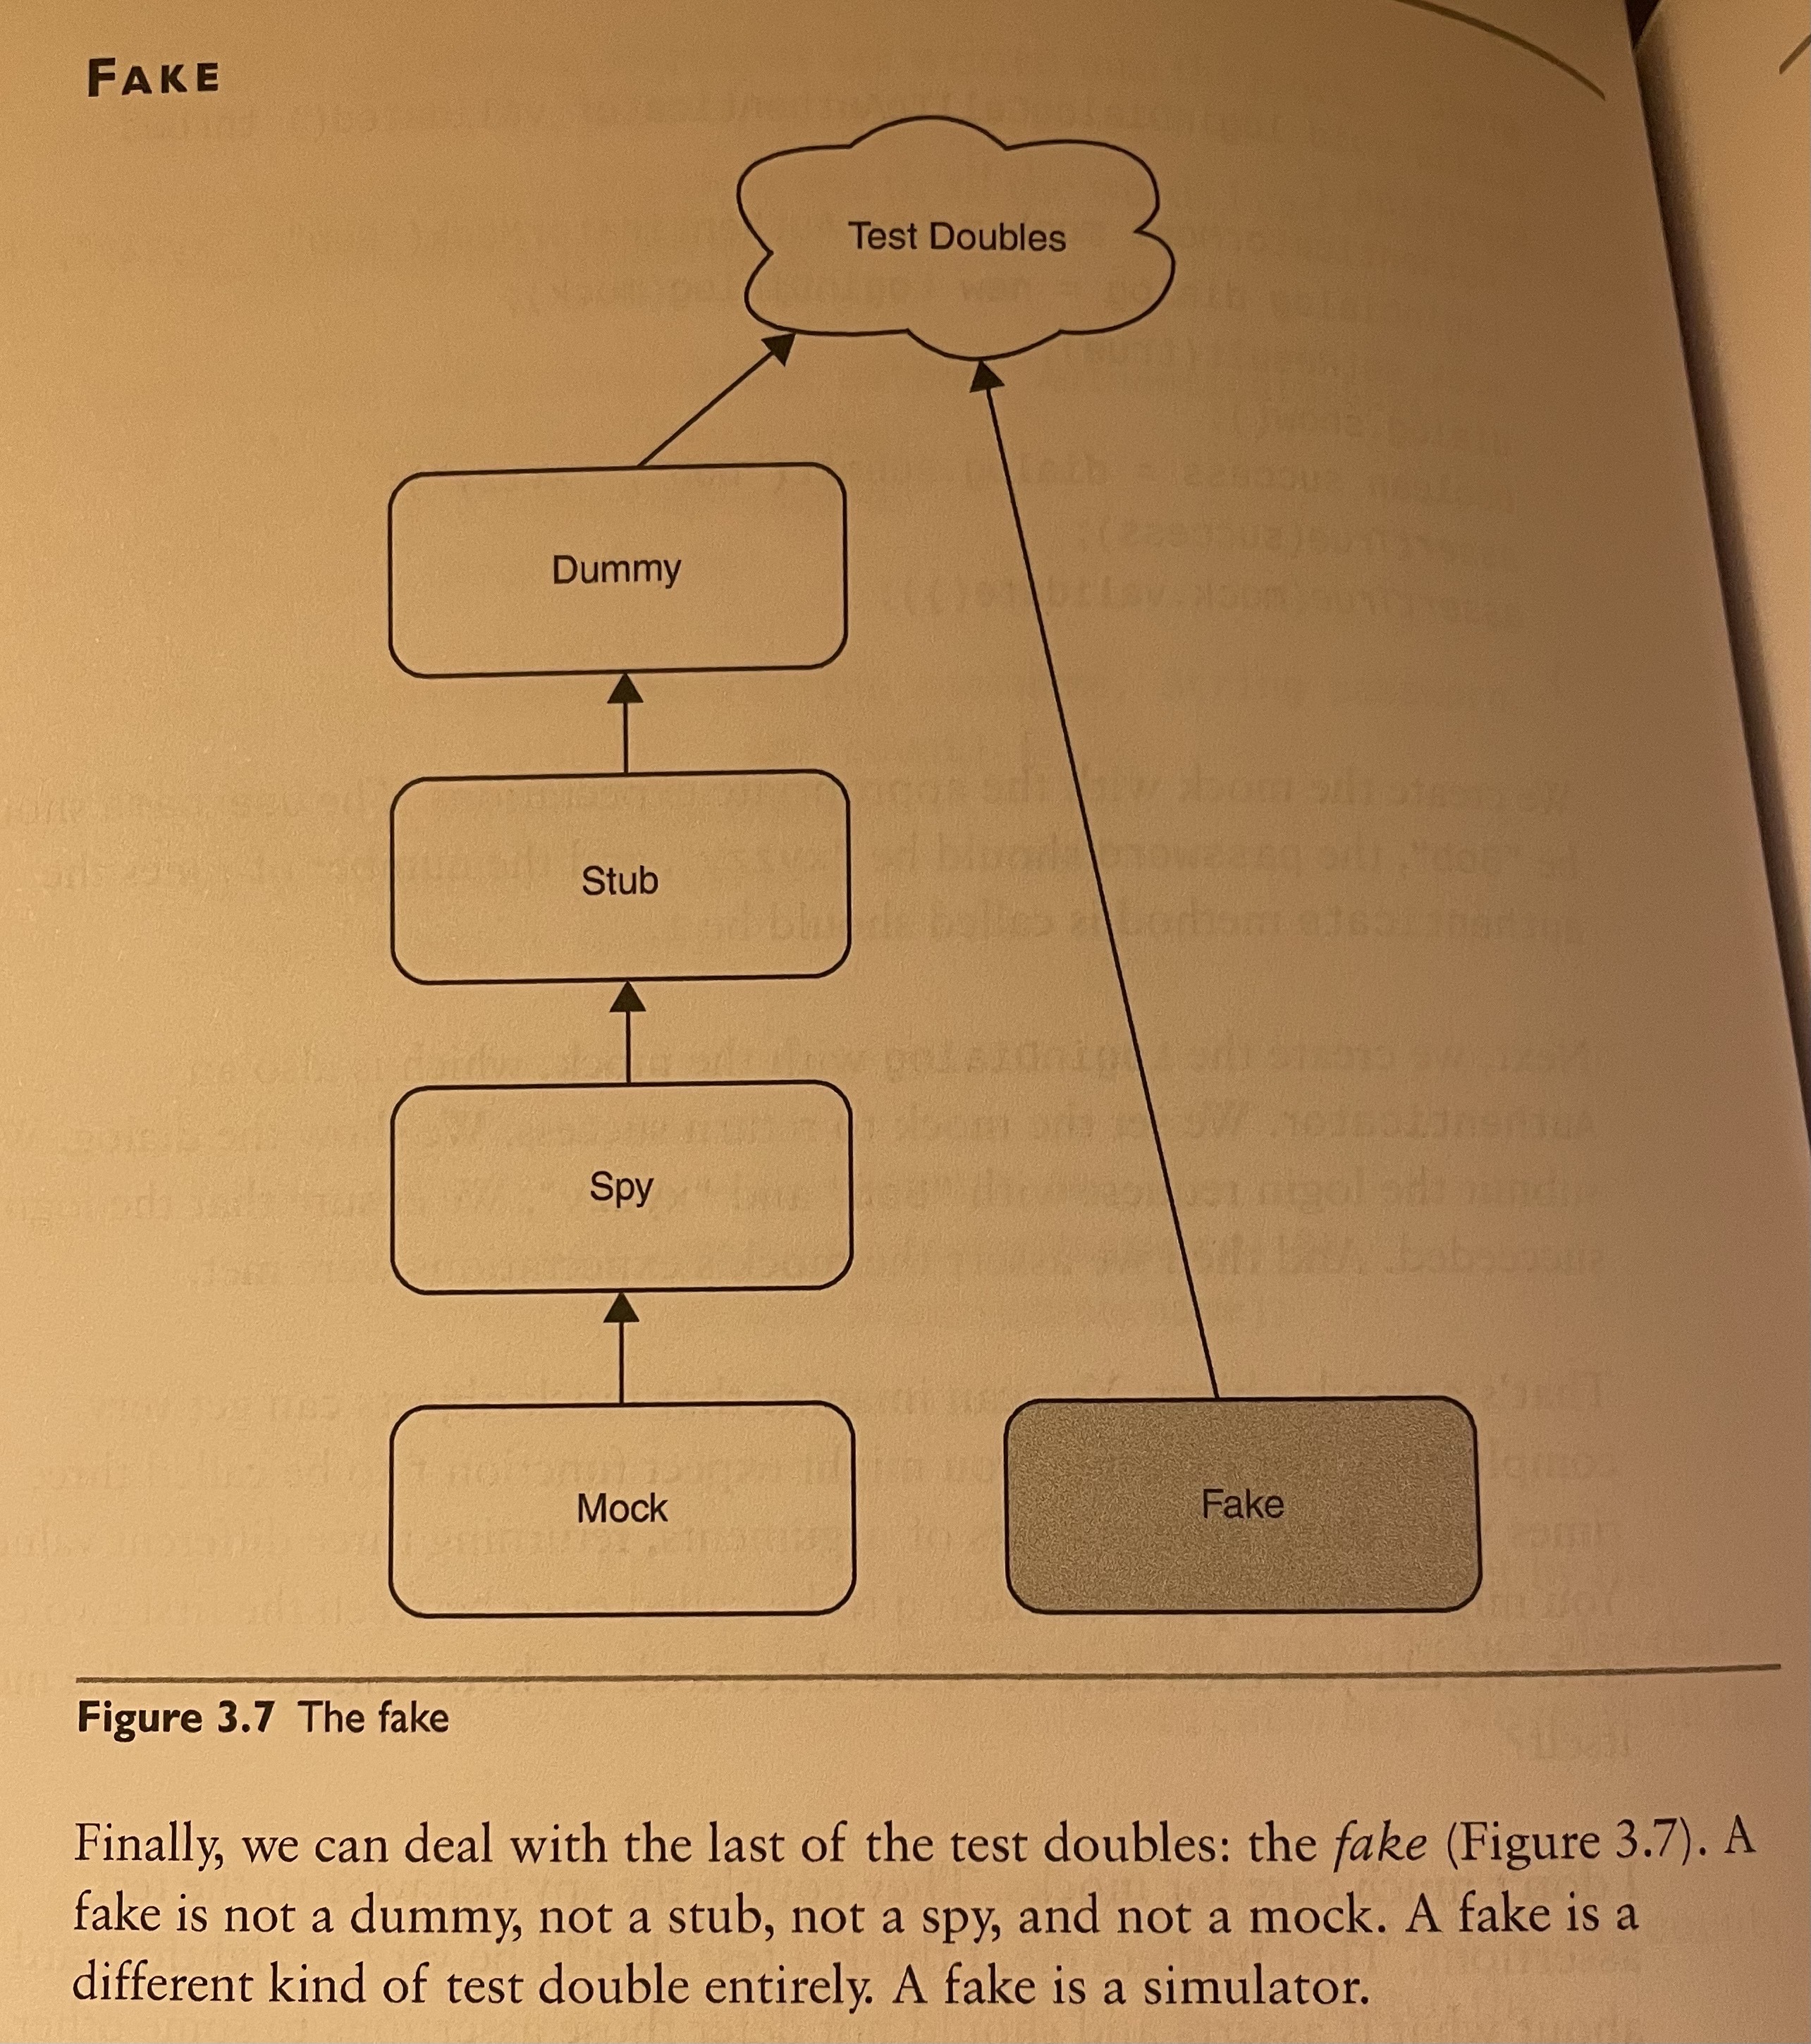 FAKE
Test Doubles
Dummy
Stub
Spy
Mock
Fake
Figure 3.7 The fake
Finally, we can deal with the last of the test doubles: the fake (Figure 3.7). A
fake is not a dummy, not a stub, not a spy, and not a mock. A fake is a
different kind of test double entirely. A fake is a simulator.